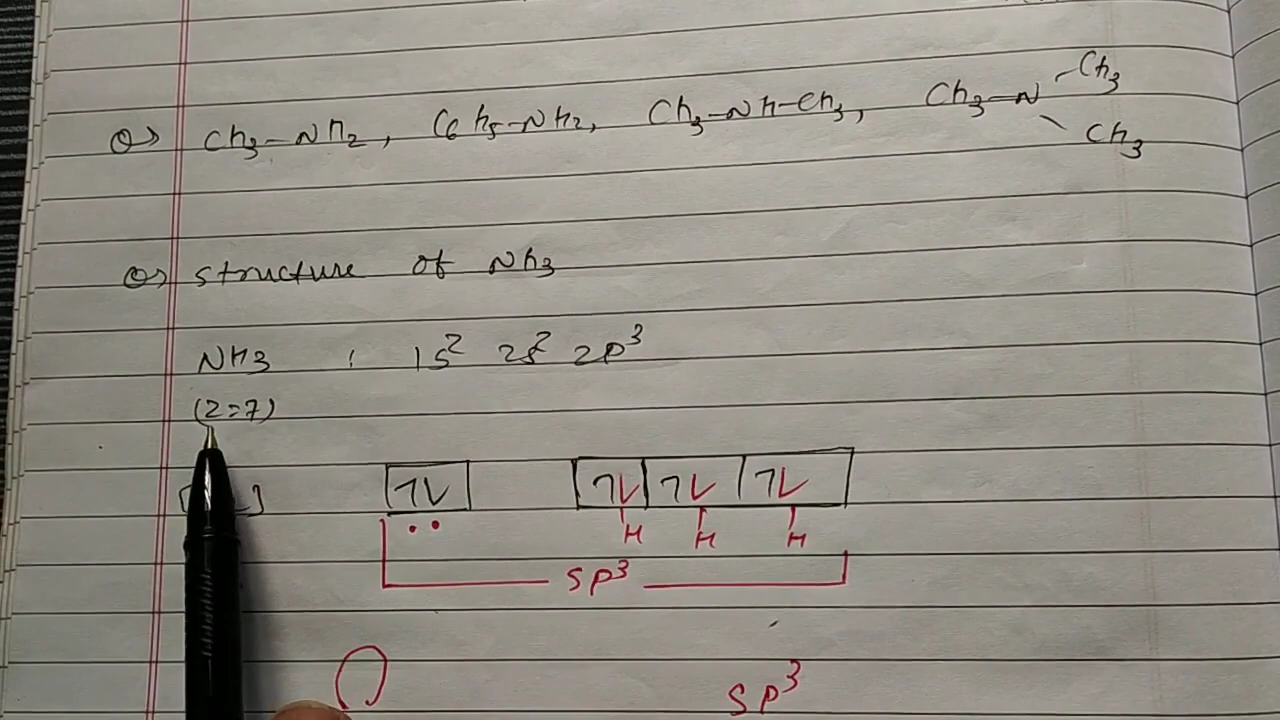 Q> CH3-NH2, C6H5-NH2, CH3-NH-CH3, CH3-N-CH3
CH3
Q> structure of NH3
NH3 : 1s² 2s² 2p³
(Z=7)
H H H
sp³
sp³